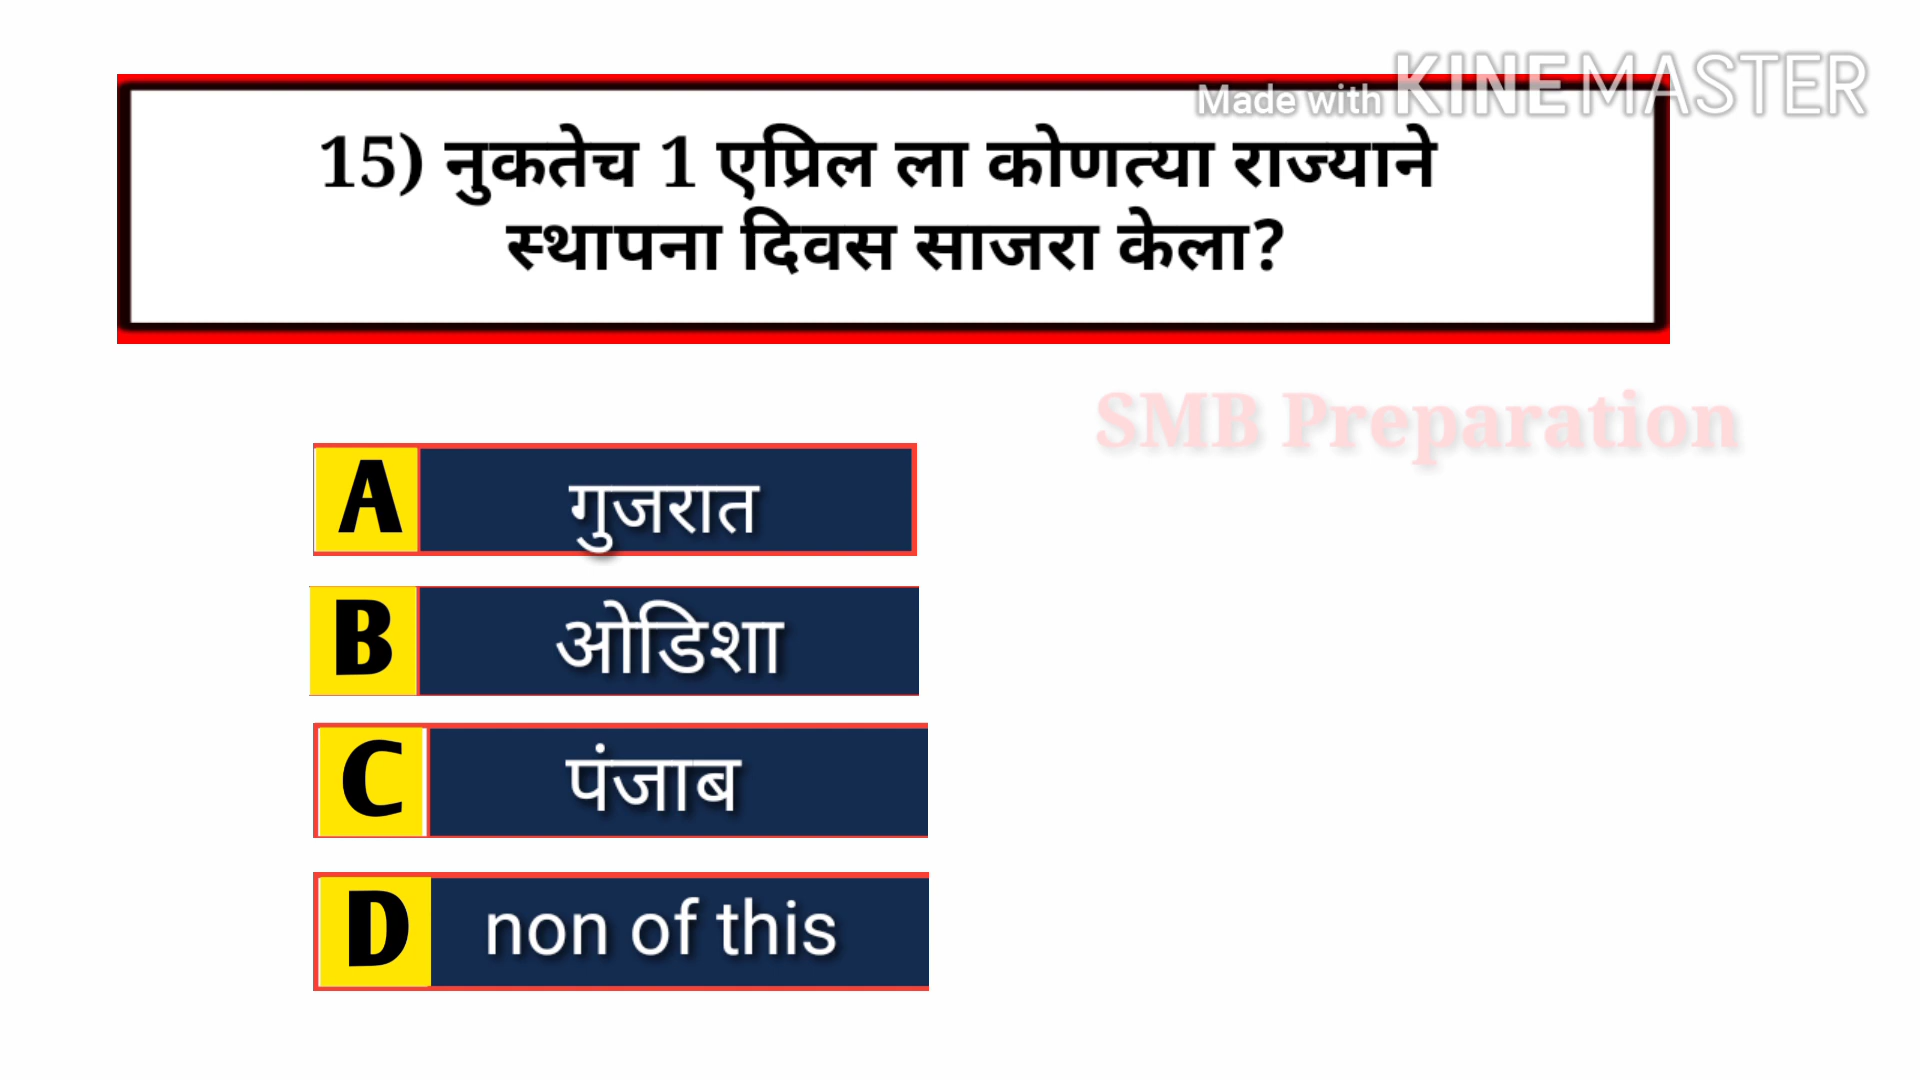 Made with KINEMASTER
15) नुकतेच 1 एप्रिल ला कोणत्या राज्याने
स्थापना दिवस साजरा केला?
SMB Preparation
A गुजरात
B ओडिशा
C पंजाब
D non of this